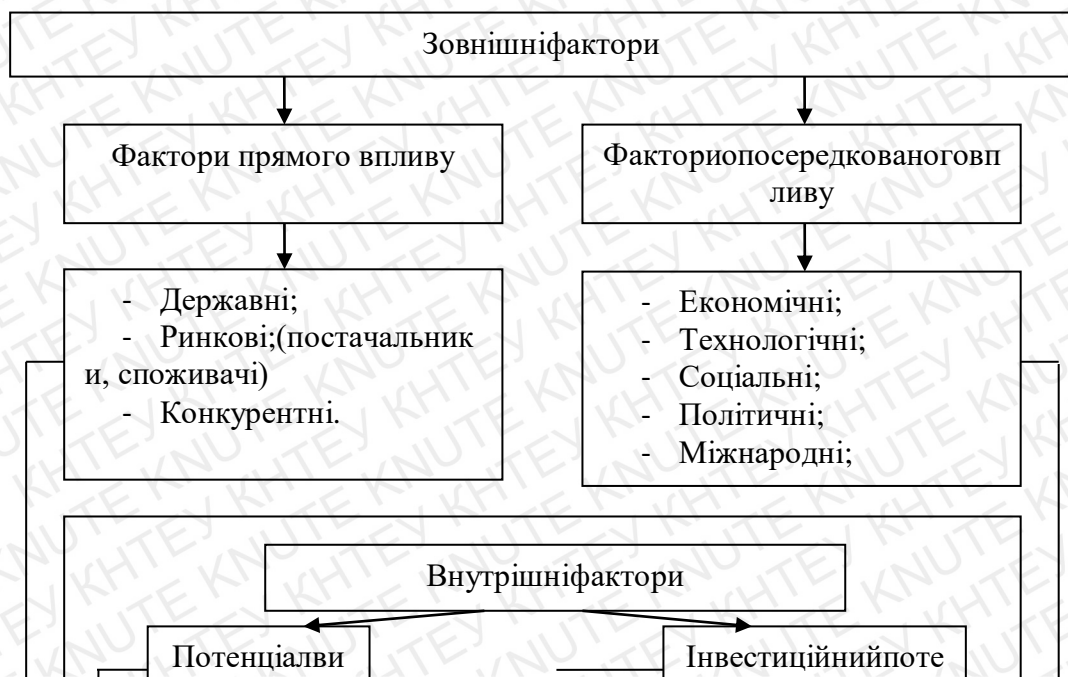 Зовнішніфактори
Фактори прямого впливу
Факториопосередкованоговп
ливу
- Державні;
- Ринкові;(постачальник
и, споживачі)
- Конкурентні.
- Економічні;
- Технологічні;
- Соціальні;
- Політичні;
- Міжнародні;
Внутрішніфактори
Потенціалви
Інвестиційнийпоте